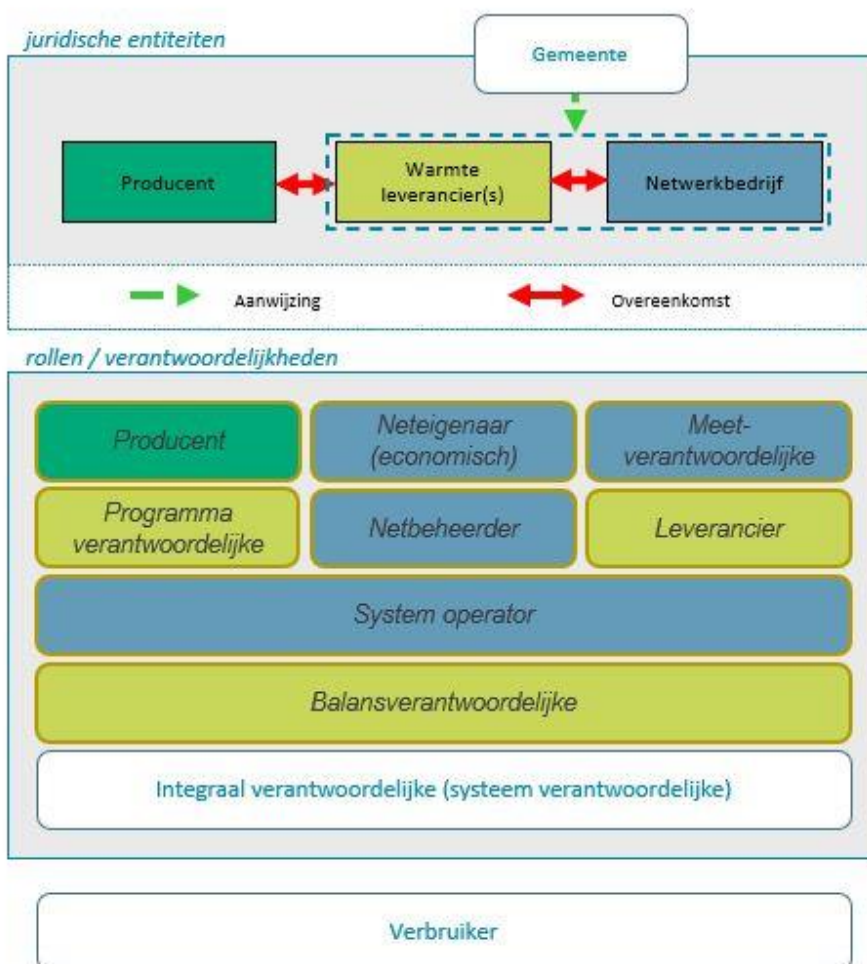 juridische entiteiten
Gemeente
Producent
Warmte
leverancier(s)
Netwerkbedrijf
Aanwijzing
Overeenkomst
rollen / verantwoordelijkheden
Producent
Neteigenaar
(economisch)
Meet-
verantwoordelijke
Programma
verantwoordelijke
Netbeheerder
Leverancier
System operator
Balansverantwoordelijke
Integraal verantwoordelijke (systeem verantwoordelijke)
Verbruiker